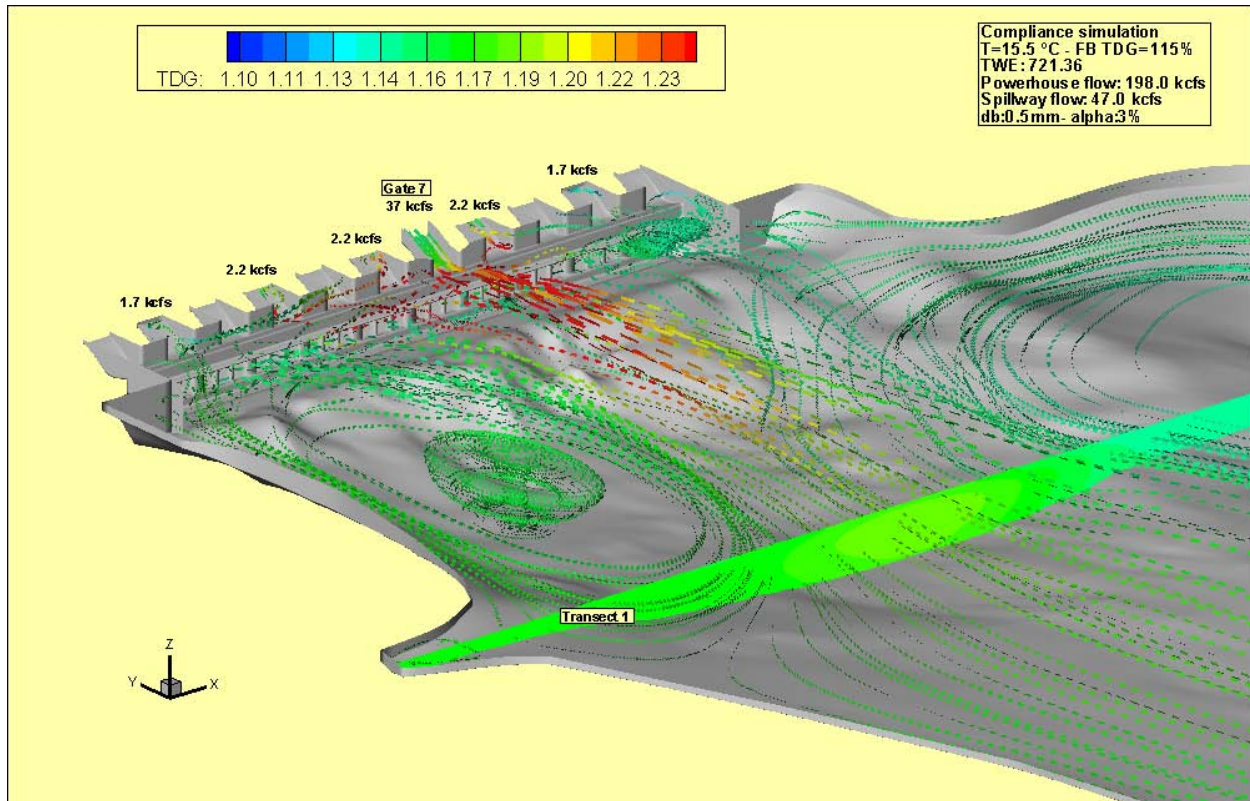 TDG: 1.10 1.11 1.13 1.14 1.16 1.17 1.19 1.20 1.22 1.23
Compliance simulation
T=15.5 ºC - FB TDG=115%
TWE: 721.36
Powerhouse flow: 198.0 kcfs
Spillway flow: 47.0 kcfs
db:0.5mm- alpha:3%
1.7 kcfs
Gate 7
37 kcfs
2.2 kcfs
2.2 kcfs
2.2 kcfs
1.7 kcfs
Transect 1
Z
Y
X